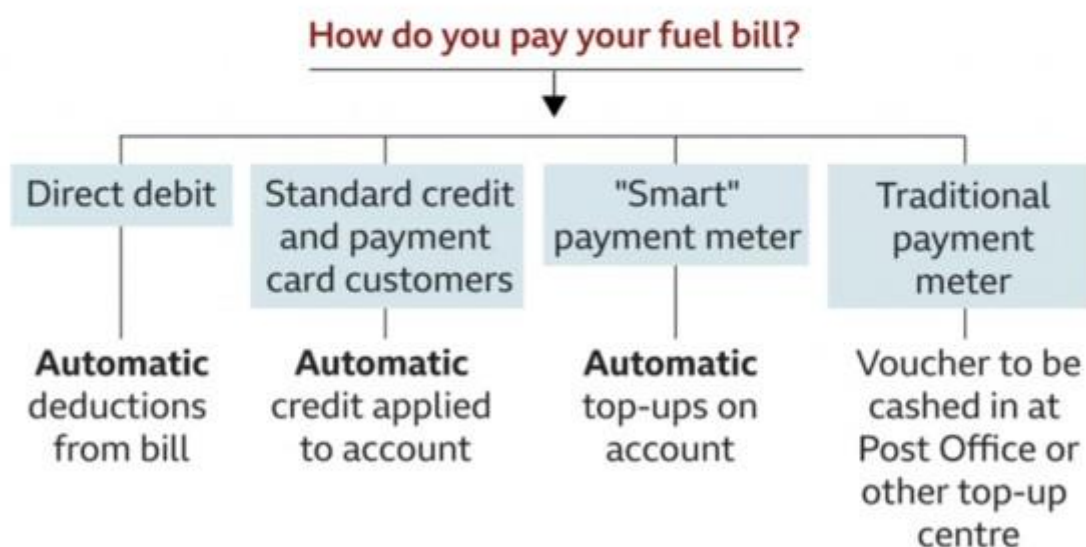 How do you pay your fuel bill?
Direct debit
Standard credit
and payment
card customers
"Smart"
payment meter
Traditional
payment
meter
Automatic
deductions
from bill
Automatic
credit applied
to account
Automatic
top-ups on
account
Voucher to be
cashed in at
Post Office or
other top-up
centre